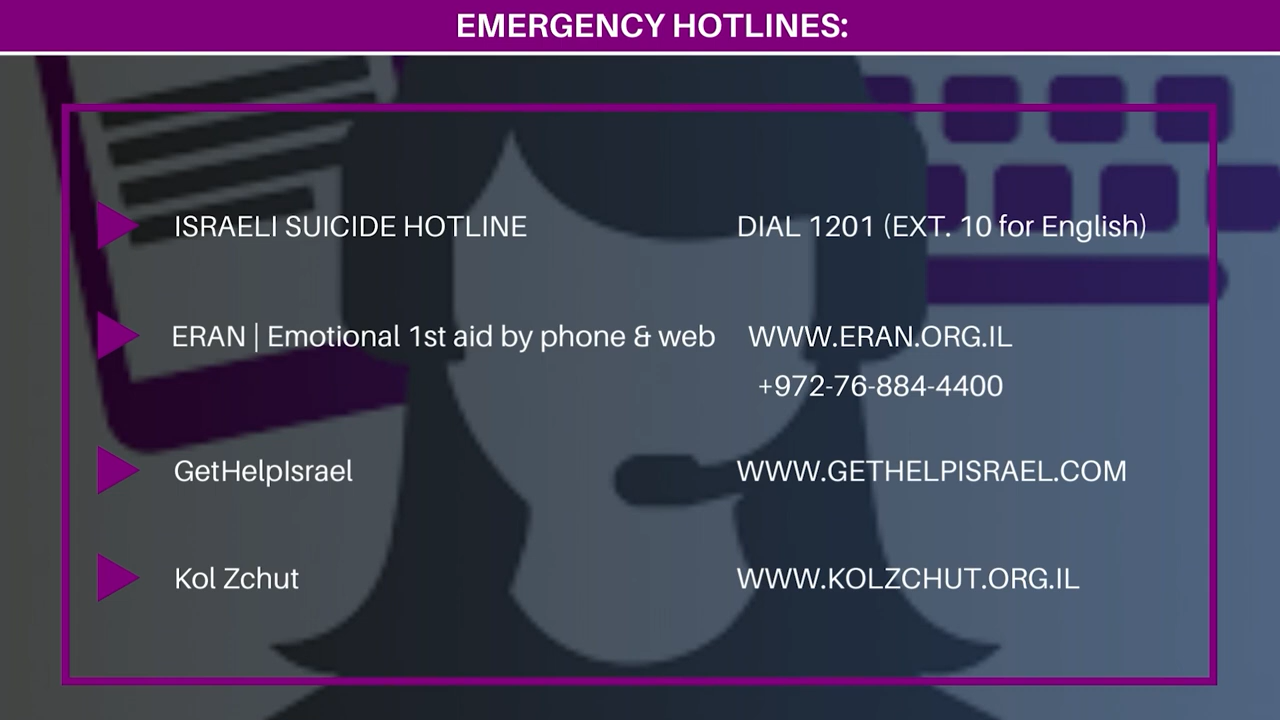 EMERGENCY HOTLINES:
ISRAELI SUICIDE HOTLINE DIAL 1201 (EXT. 10 for English)
ERAN | Emotional 1st aid by phone & web WWW.ERAN.ORG.IL
+972-76-884-4400
GetHelpIsrael WWW.GETHELPISRAEL.COM
Kol Zchut WWW.KOLZCHUT.ORG.IL